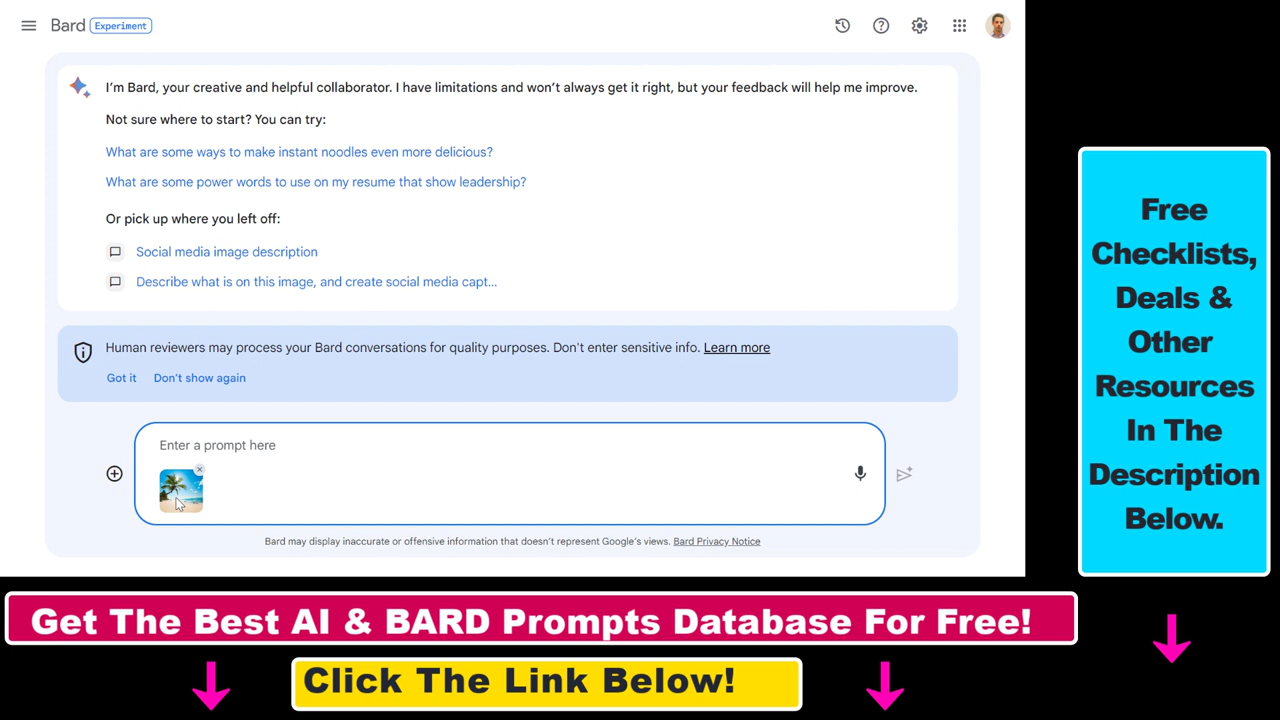 Bard Experiment
I'm Bard, your creative and helpful collaborator. I have limitations and won't always get it right, but your feedback will help me improve.
Not sure where to start? You can try:
What are some ways to make instant noodles even more delicious?
What are some power words to use on my resume that show leadership?
Or pick up where you left off:
Social media image description
Describe what is on this image, and create social media capt...
Human reviewers may process your Bard conversations for quality purposes. Don't enter sensitive info. Learn more
Got it Don't show again
Enter a prompt here
Bard may display inaccurate or offensive information that doesn't represent Google's views. Bard Privacy Notice
Free
Checklists,
Deals &
Other
Resources
In The
Description
Below.
Get The Best AI & BARD Prompts Database For Free!
Click The Link Below!